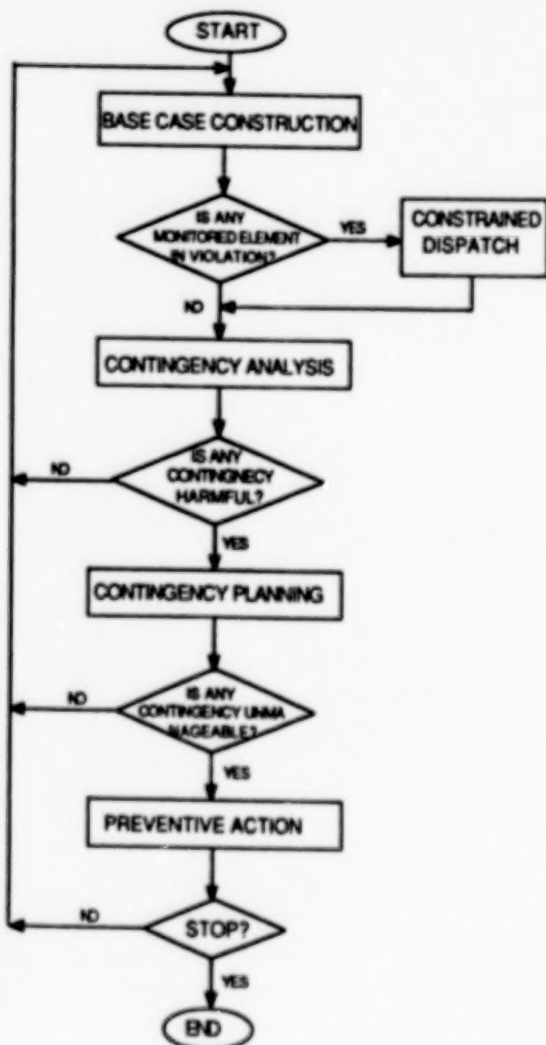 START
BASE CASE CONSTRUCTION
IS ANY
MONITORED ELEMENT
IN VIOLATION?
YES
CONSTRAINED
DISPATCH
NO
CONTINGENCY ANALYSIS
IS ANY
CONTINGNECY
HARMFUL?
NO
YES
CONTINGENCY PLANNING
IS ANY
CONTINGENCY UNMA
NAGEABLE?
NO
YES
PREVENTIVE ACTION
STOP?
NO
YES
END